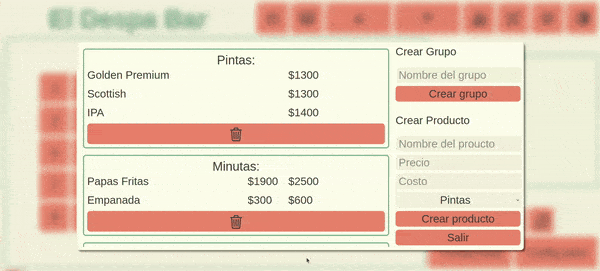 El Despa Bar
Pintas:
Golden Premium $1300
Scottish $1300
IPA $1400
Minutas:
Papas Fritas $1900 $2500
Empanada $300 $600
Crear Grupo
Nombre del grupo
Crear grupo
Crear Producto
Nombre del proucto
Precio
Costo
Pintas
Crear producto
Salir